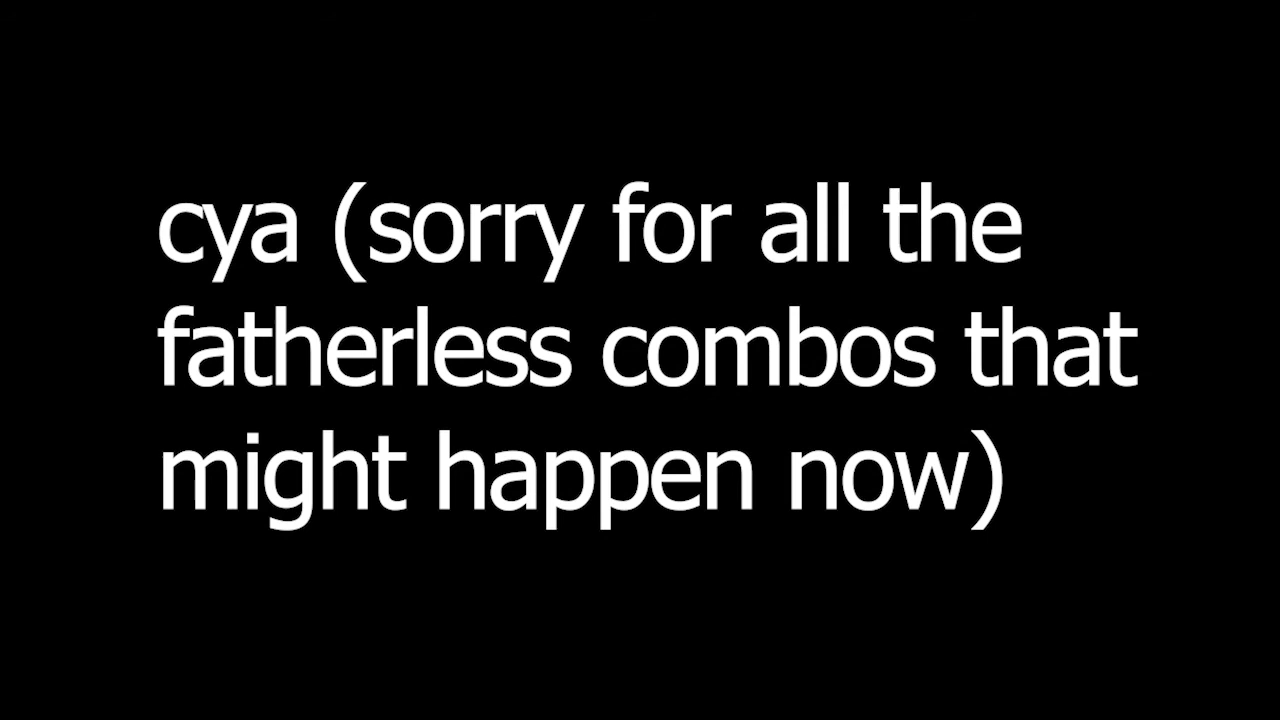 cya (sorry for all the
fatherless combos that
might happen now)